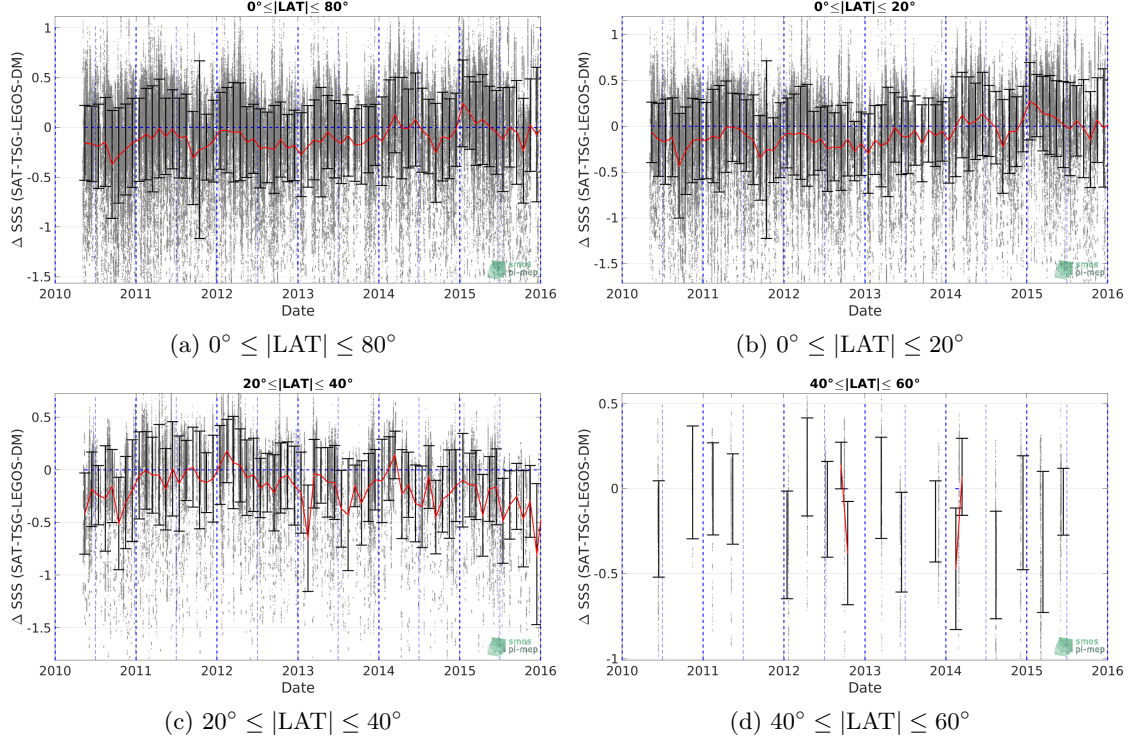 0°≤|LAT|≤ 80°
Δ SSS (SAT-TSG-LEGOS-DM)
1
0.5
0
-0.5
-1
-1.5
2010 2011 2012 2013 2014 2015 2016
Date
smos
pi-mep
(a) 0° ≤ |LAT| ≤ 80°
0°≤|LAT|≤ 20°
Δ SSS (SAT-TSG-LEGOS-DM)
1
0.5
0
-0.5
-1
-1.5
2010 2011 2012 2013 2014 2015 2016
Date
smos
pi-mep
(b) 0° ≤ |LAT| ≤ 20°
20°≤|LAT|≤ 40°
Δ SSS (SAT-TSG-LEGOS-DM)
0.5
0
-0.5
-1
-1.5
2010 2011 2012 2013 2014 2015 2016
Date
smos
pi-mep
(c) 20° ≤ |LAT| ≤ 40°
40°≤|LAT|≤ 60°
Δ SSS (SAT-TSG-LEGOS-DM)
0.5
0
-0.5
-1
2010 2011 2012 2013 2014 2015 2016
Date
smos
pi-mep
(d) 40° ≤ |LAT| ≤ 60°